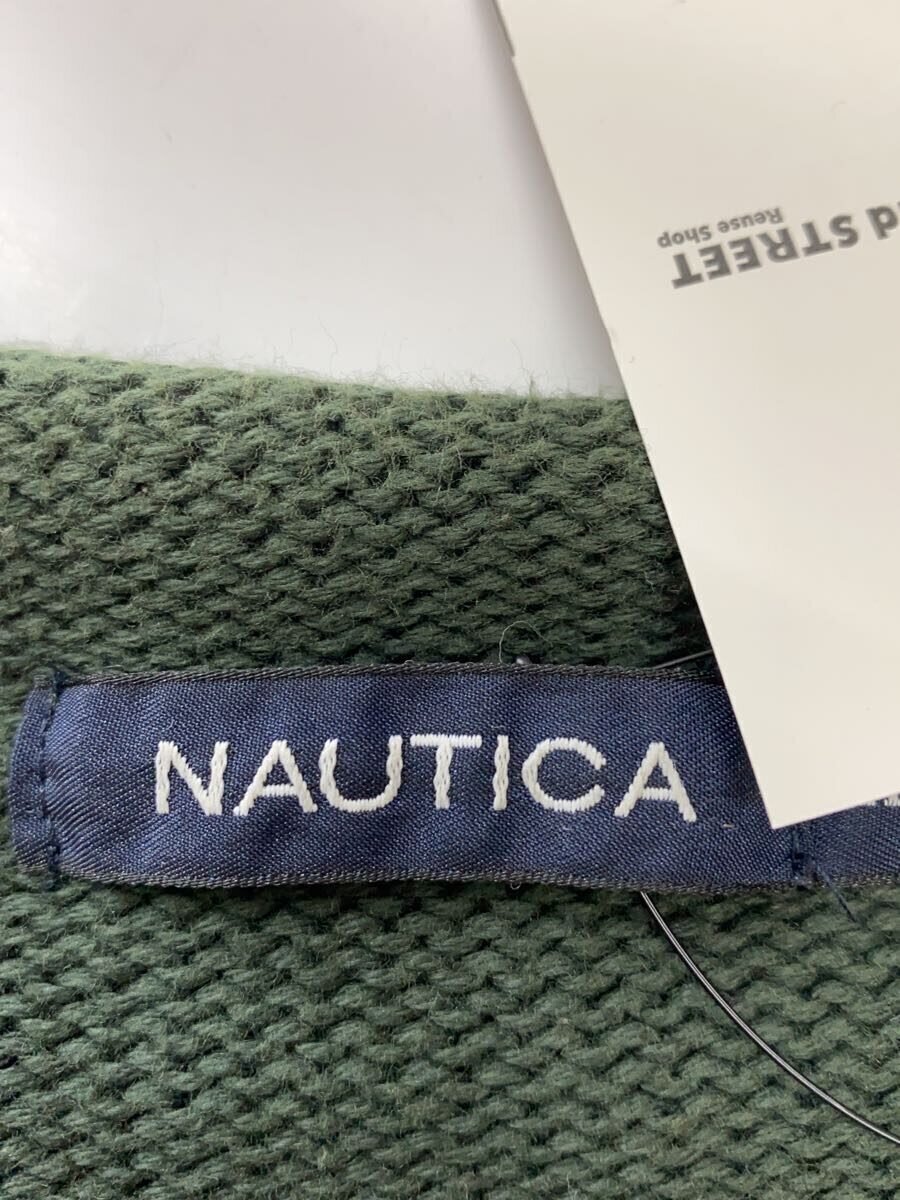 NAUTICA
d STREET
Reuse Shop